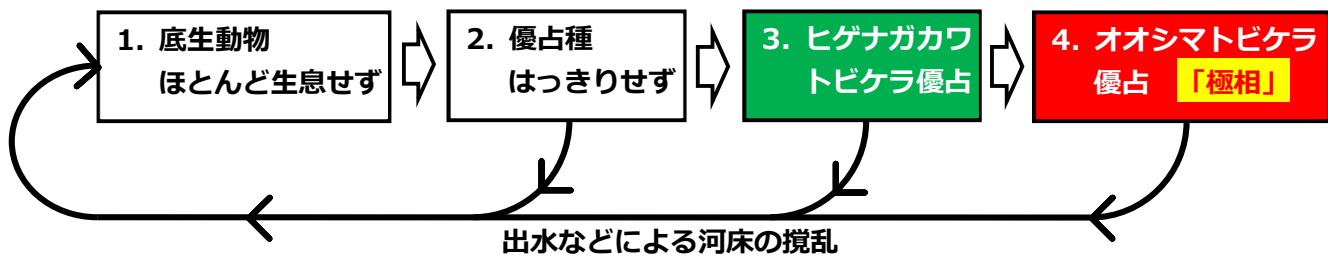 1. 底生動物
ほとんど生息せず
2. 優占種
はっきりせず
3. ヒゲナガカワ
トビケラ優占
4. オオシマトビケラ
優占 「極相」
出水などによる河床の撹乱